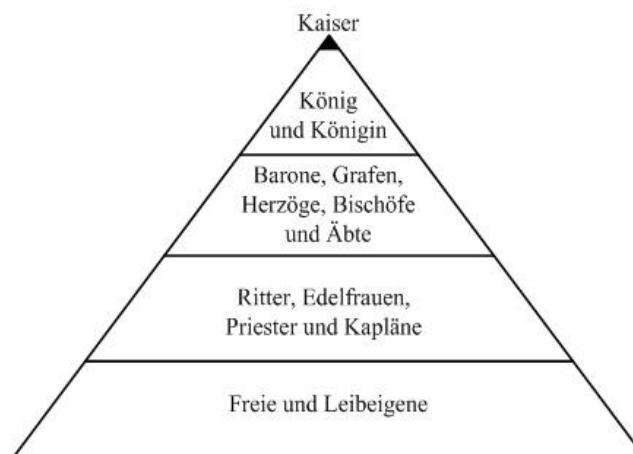 Kaiser
König
und Königin
Barone, Grafen,
Herzöge, Bischöfe
und Äbte
Ritter, Edelfrauen,
Priester und Kapläne
Freie und Leibeigene